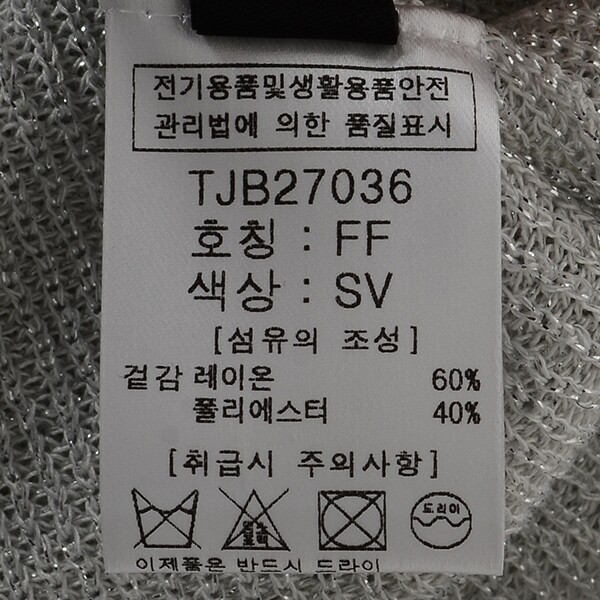 전기용품및생활용품안전
관리법에 의한 품질표시
TJB27036
호칭 : FF
색상 : SV
[섬유의 조성]
겉감 레이온 60%
폴리에스터 40%
[취급시 주의사항]
드라이
이제품은 반드시 드라이